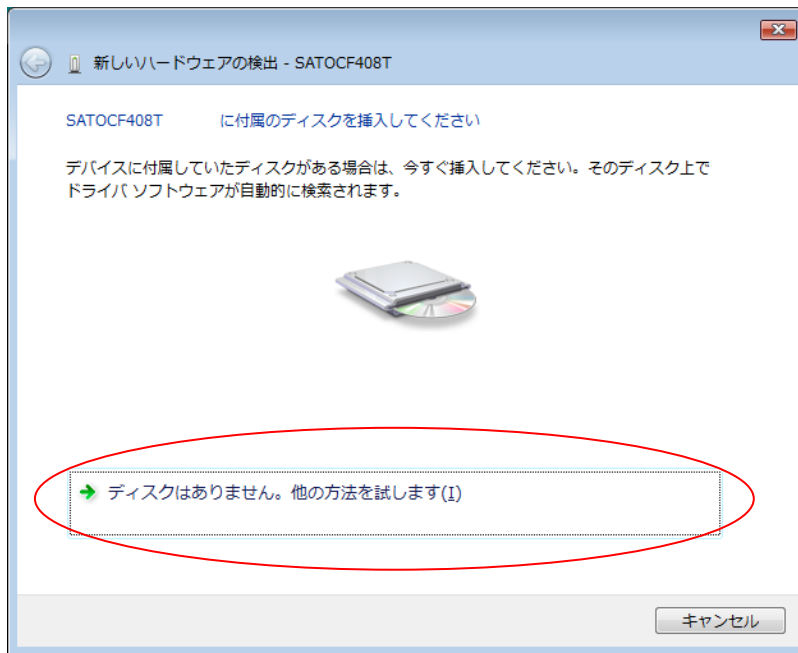 新しいハードウェアの検出 - SATOCF408T
SATOCF408T に付属のディスクを挿入してください
デバイスに付属していたディスクがある場合は、今すぐ挿入してください。そのディスク上で
ドライバ ソフトウェアが自動的に検索されます。
ディスクはありません。他の方法を試します(I)
キャンセル